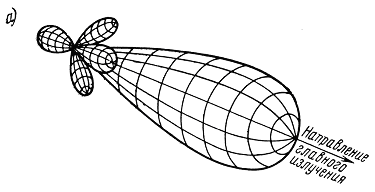 а)
Направление
главного
излучения